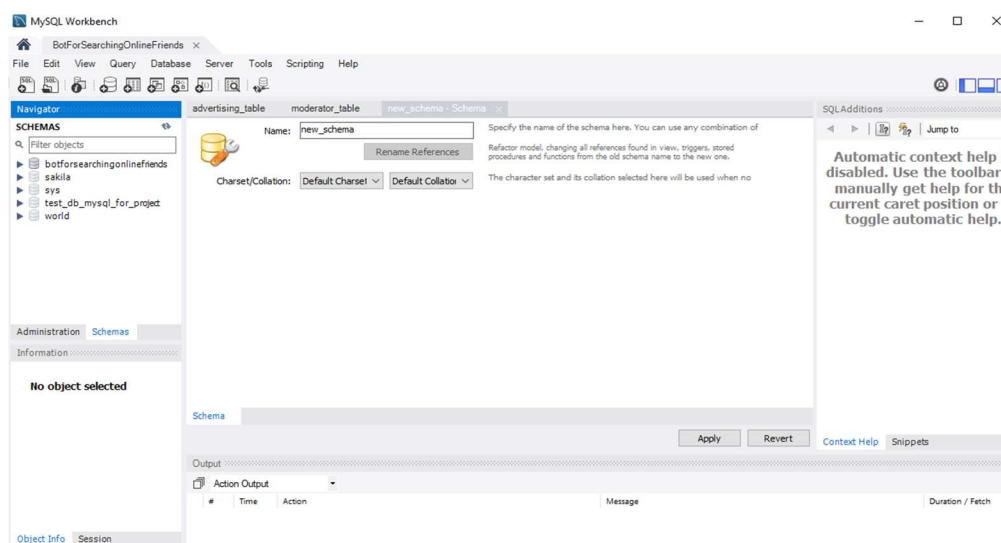 MySQL Workbench
BotForSearchingOnlineFriends ×
File Edit View Query Database Server Tools Scripting Help
Navigator
SCHEMAS
Filter objects
botforsearchingonlinefriends
sakila
sys
test_db_mysql_for_project
world
Administration Schemas
Information
No object selected
Object Info Session
advertising_table moderator_table new_schema - Schema ×
Name: new_schema
Specify the name of the schema here. You can use any combination of
Rename References
Refactor model, changing all references found in view, triggers, stored
procedures and functions from the old schema name to the new one.
Charset/Collation: Default Charset Default Collation
The character set and its collation selected here will be used when no
Schema
Apply Revert
Output
Action Output
# Time Action Message Duration / Fetch
SQLAdditions
Jump to
Automatic context help
disabled. Use the toolbar
manually get help for th
current caret position or
toggle automatic help.
Context Help Snippets